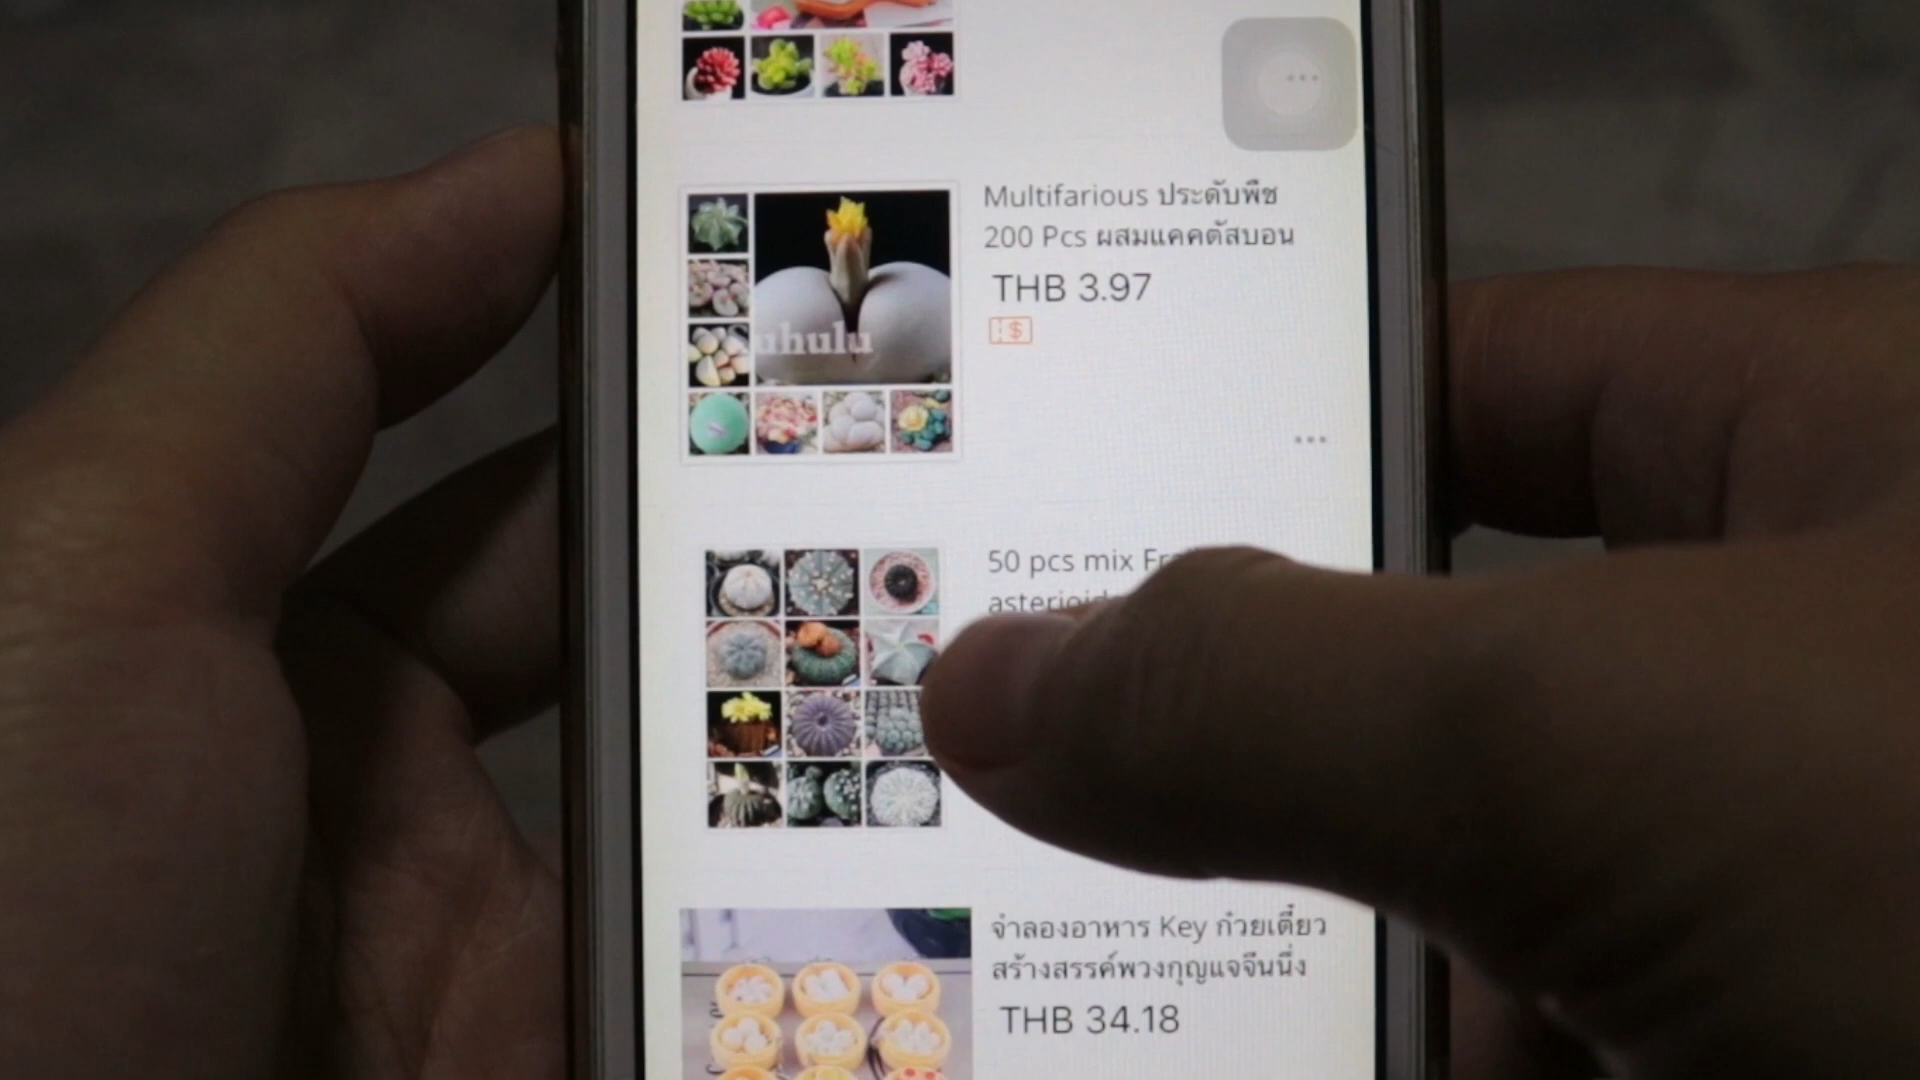 Multifarious ประดับพืช
200 Pcs ผสมแคคตัสบอน
THB 3.97
$
uhulu
50 pcs mix
จำลองอาหาร Key ก๋วยเตี๋ยว
สร้างสรรค์พวงกุญแจจีนนึ่ง
THB 34.18